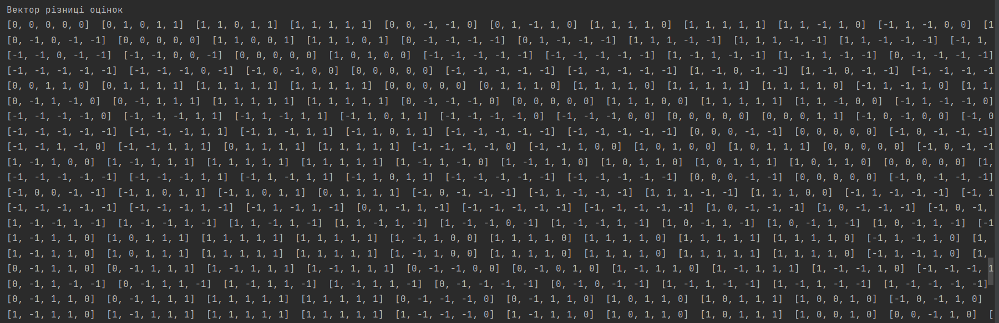 Вектор різниці оцінок
[0, 0, 0, 0, 0]  [0, 1, 0, 1, 1]  [1, 1, 0, 1, 1]  [1, 1, 1, 1, 1]  [0, 0, -1, -1, 0]  [0, 1, -1, 1, 0]  [1, 1, 1, 1, 0]  [1, 1, 1, 1, 1]  [1, 1, -1, 1, 0]  [-1, 1, -1, 0, 0]  [1
[0, -1, 0, -1, -1]  [0, 0, 0, 0, 0]  [1, 1, 0, 0, 1]  [1, 1, 1, 0, 1]  [0, -1, -1, -1, -1]  [0, 1, -1, -1, -1]  [1, 1, 1, -1, -1]  [1, 1, 1, -1, -1]  [1, 1, -1, -1, -1]  [-1, 1,
[-1, -1, 0, -1, -1]  [-1, -1, 0, 0, -1]  [0, 0, 0, 0, 0]  [1, 0, 1, 0, 0]  [-1, -1, -1, -1, -1]  [-1, -1, -1, -1, -1]  [1, -1, 1, -1, -1]  [1, -1, 1, -1, -1]  [0, -1, -1, -1, -1]
[-1, -1, -1, -1, -1]  [-1, -1, -1, 0, -1]  [-1, 0, -1, 0, 0]  [0, 0, 0, 0, 0]  [-1, -1, -1, -1, -1]  [-1, -1, -1, -1, -1]  [1, -1, 0, -1, -1]  [1, -1, 0, -1, -1]  [-1, -1, -1, -1
[0, 0, 1, 1, 0]  [0, 1, 1, 1, 1]  [1, 1, 1, 1, 1]  [1, 1, 1, 1, 1]  [0, 0, 0, 0, 0]  [0, 1, 1, 1, 0]  [1, 1, 1, 1, 0]  [1, 1, 1, 1, 1]  [1, 1, 1, 1, 0]  [-1, 1, -1, 1, 0]  [1, 1,
[0, -1, 1, -1, 0]  [0, -1, 1, 1, 1]  [1, 1, 1, 1, 1]  [1, 1, 1, 1, 1]  [0, -1, -1, -1, 0]  [0, 0, 0, 0, 0]  [1, 1, 1, 0, 0]  [1, 1, 1, 1, 1]  [1, 1, -1, 0, 0]  [-1, 1, -1, -1, 0]
[-1, -1, -1, -1, 0]  [-1, -1, -1, 1, 1]  [-1, 1, -1, 1, 1]  [-1, 1, 0, 1, 1]  [-1, -1, -1, -1, 0]  [-1, -1, -1, 0, 0]  [0, 0, 0, 0, 0]  [0, 0, 0, 1, 1]  [-1, 0, -1, 0, 0]  [-1, 0
[-1, -1, -1, -1, -1]  [-1, -1, -1, 1, 1]  [-1, 1, -1, 1, 1]  [-1, 1, 0, 1, 1]  [-1, -1, -1, -1, -1]  [-1, -1, -1, -1, -1]  [0, 0, 0, -1, -1]  [0, 0, 0, 0, 0]  [-1, 0, -1, -1, -1]
[-1, -1, 1, -1, 0]  [-1, -1, 1, 1, 1]  [0, 1, 1, 1, 1]  [1, 1, 1, 1, 1]  [-1, -1, -1, -1, 0]  [-1, -1, 1, 0, 0]  [1, 0, 1, 0, 0]  [1, 0, 1, 1, 1]  [0, 0, 0, 0, 0]  [-1, 0, -1, -1
[1, -1, 1, 0, 0]  [1, -1, 1, 1, 1]  [1, 1, 1, 1, 1]  [1, 1, 1, 1, 1]  [1, -1, 1, -1, 0]  [1, -1, 1, 1, 0]  [1, 0, 1, 1, 0]  [1, 0, 1, 1, 1]  [1, 0, 1, 1, 0]  [0, 0, 0, 0, 0]  [1,
[-1, -1, -1, -1, -1]  [-1, -1, -1, 1, 1]  [-1, 1, -1, 1, 1]  [-1, 1, 0, 1, 1]  [-1, -1, -1, -1, -1]  [-1, -1, -1, -1, -1]  [0, 0, 0, -1, -1]  [0, 0, 0, 0, 0]  [-1, 0, -1, -1, -1]
[-1, 0, 0, -1, -1]  [-1, 1, 0, 1, 1]  [-1, 1, 0, 1, 1]  [0, 1, 1, 1, 1]  [-1, 0, -1, -1, -1]  [-1, 1, -1, -1, -1]  [1, 1, 1, -1, -1]  [1, 1, 1, 0, 0]  [-1, 1, -1, -1, -1]  [-1, 1
[-1, -1, -1, -1, -1]  [-1, -1, -1, 1, -1]  [-1, 1, -1, 1, -1]  [0, 1, -1, 1, -1]  [-1, -1, -1, -1, -1]  [-1, -1, -1, -1, -1]  [1, 0, -1, -1, -1]  [1, 0, -1, -1, -1]  [-1, 0, -1,
[1, -1, -1, 1, -1]  [1, -1, -1, 1, -1]  [1, 1, -1, 1, -1]  [1, 1, -1, 1, -1]  [1, -1, -1, 0, -1]  [1, -1, -1, 1, -1]  [1, 0, -1, 1, -1]  [1, 0, -1, 1, -1]  [1, 0, -1, 1, -1]  [-1
[1, -1, 1, 1, 0]  [1, 0, 1, 1, 1]  [1, 1, 1, 1, 1]  [1, 1, 1, 1, 1]  [1, -1, 1, 0, 0]  [1, 1, 1, 1, 0]  [1, 1, 1, 1, 0]  [1, 1, 1, 1, 1]  [1, 1, 1, 1, 0]  [-1, 1, -1, 1, 0]  [1,
[1, -1, 1, 1, 0]  [1, 0, 1, 1, 1]  [1, 1, 1, 1, 1]  [1, 1, 1, 1, 1]  [1, -1, 1, 0, 0]  [1, 1, 1, 1, 0]  [1, 1, 1, 1, 0]  [1, 1, 1, 1, 1]  [1, 1, 1, 1, 0]  [-1, 1, -1, 1, 0]  [1,
[0, -1, 1, 1, 0]  [0, -1, 1, 1, 1]  [1, -1, 1, 1, 1]  [1, -1, 1, 1, 1]  [0, -1, -1, 0, 0]  [0, -1, 0, 1, 0]  [1, -1, 1, 1, 0]  [1, -1, 1, 1, 1]  [1, -1, -1, 1, 0]  [-1, -1, -1, 1
[0, -1, 1, -1, -1]  [0, -1, 1, 1, -1]  [1, -1, 1, 1, -1]  [1, -1, 1, 1, -1]  [0, -1, -1, -1, -1]  [0, -1, 0, -1, -1]  [1, -1, 1, -1, -1]  [1, -1, 1, -1, -1]  [1, -1, -1, -1, -1]
[0, -1, 1, 1, 0]  [0, -1, 1, 1, 1]  [1, 1, 1, 1, 1]  [1, 1, 1, 1, 1]  [0, -1, -1, -1, 0]  [0, -1, 1, 1, 0]  [1, 0, 1, 1, 0]  [1, 0, 1, 1, 1]  [1, 0, 0, 1, 0]  [-1, 0, -1, 1, 0]
[1, -1, 1, 1, 0]  [1, -1, 1, 1, 1]  [1, 1, 1, 1, 1]  [1, 1, 1, 1, 1]  [1, -1, -1, -1, 0]  [1, -1, 1, 1, 0]  [1, 0, 1, 1, 0]  [1, 0, 1, 1, 1]  [1, 0, 0, 1, 0]  [0, 0, -1, 1, 0]  [